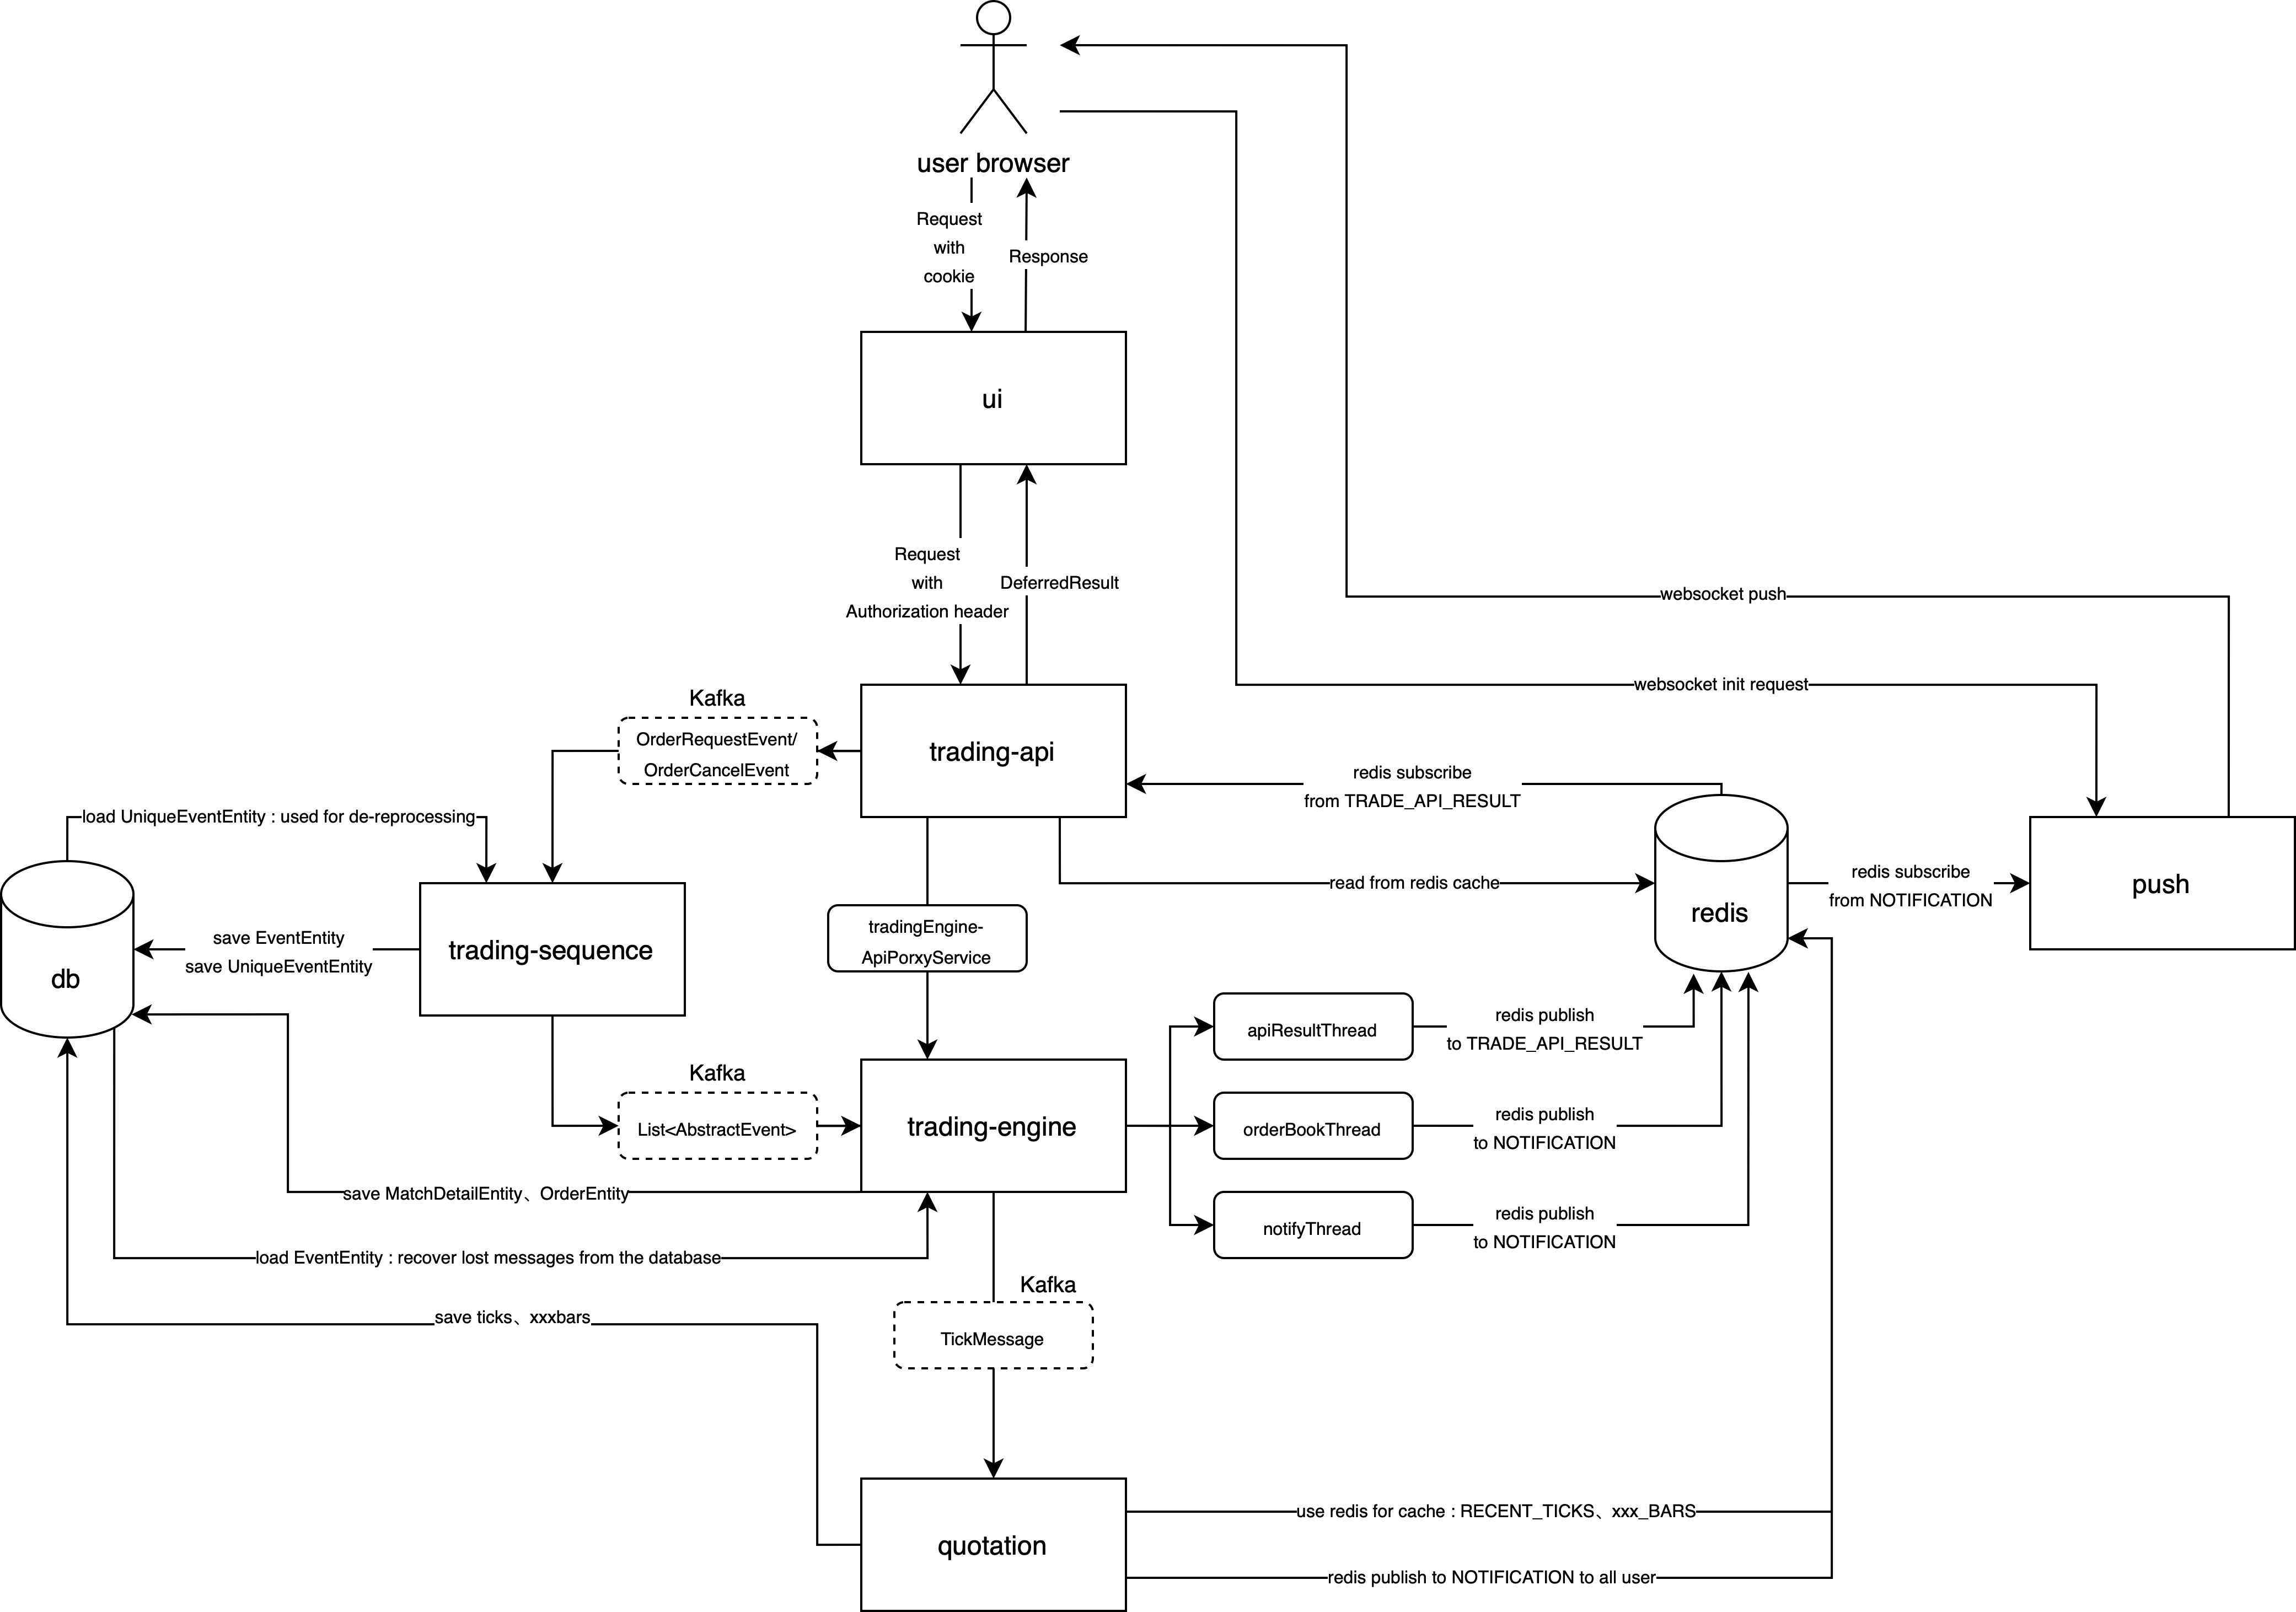 user browser
Request
with
cookie
Response
ui
Request
with
Authorization header
DeferredResult
websocket push
websocket init request
Kafka
OrderRequestEvent/
OrderCancelEvent
trading-api
redis subscribe
from TRADE_API_RESULT
load UniqueEventEntity : used for de-reprocessing
read from redis cache
redis
redis subscribe
from NOTIFICATION
push
db
save EventEntity
save UniqueEventEntity
trading-sequence
tradingEngine-
ApiPorxyService
apiResultThread
redis publish
to TRADE_API_RESULT
Kafka
List<AbstractEvent>
trading-engine
orderBookThread
redis publish
to NOTIFICATION
save MatchDetailEntity、OrderEntity
notifyThread
redis publish
to NOTIFICATION
load EventEntity : recover lost messages from the database
Kafka
TickMessage
save ticks、xxxbars
quotation
use redis for cache : RECENT_TICKS、xxx_BARS
redis publish to NOTIFICATION to all user